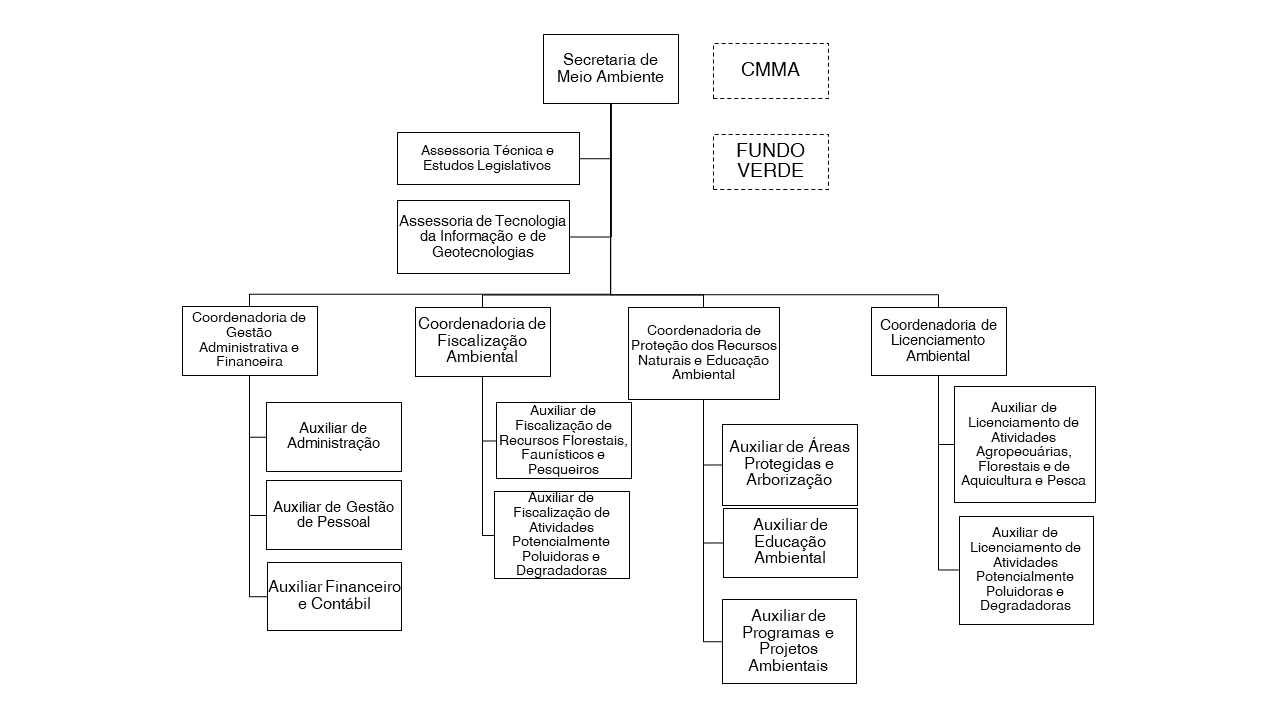 Secretaria de
Meio Ambiente
CMMA
Assessoria Técnica e
Estudos Legislativos
FUNDO
VERDE
Assessoria de Tecnologia
da Informação e de
Geotecnologias
Coordenadoria de
Gestão
Administrativa e
Financeira
Auxiliar de
Administração
Auxiliar de Gestão
de Pessoal
Auxiliar Financeiro
e Contábil
Coordenadoria de
Fiscalização
Ambiental
Auxiliar de
Fiscalização de
Recursos Florestais,
Faunísticos e
Pesqueiros
Auxiliar de
Fiscalização de
Atividades
Potencialmente
Poluidoras e
Degradadoras
Coordenadoria de
Proteção dos Recursos
Naturais e Educação
Ambiental
Auxiliar de Áreas
Protegidas e
Arborização
Auxiliar de
Educação
Ambiental
Auxiliar de
Programas e
Projetos
Ambientais
Coordenadoria de
Licenciamento
Ambiental
Auxiliar de
Licenciamento de
Atividades
Agropecuárias,
Florestais e de
Aquicultura e Pesca
Auxiliar de
Licenciamento de
Atividades
Potencialmente
Poluidoras e
Degradadoras